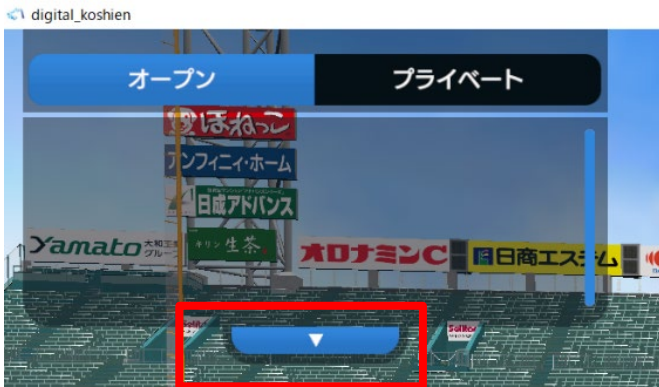 digital_koshien
オープン
プライベート
ほねっこ
アンフィニィ・ホーム
日成アドバンス
Yamato
キリン 生茶
オロナミンC
日商エステム
▼